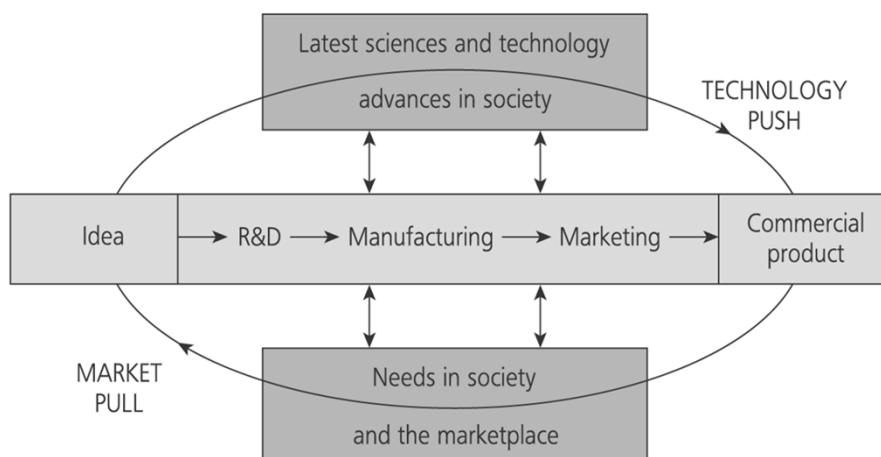 Latest sciences and technology
advances in society
TECHNOLOGY
PUSH
Idea
R&D
Manufacturing
Marketing
Commercial
product
MARKET
PULL
Needs in society
and the marketplace